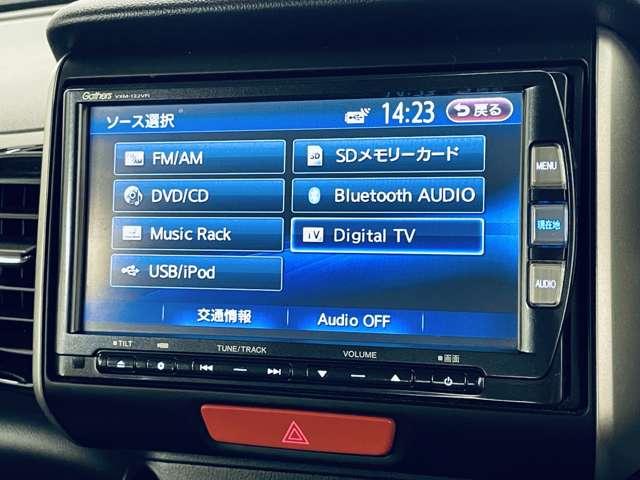 Gathers
VXM-122VFi
ソース選択
14:23
戻る
FM/AM
SDメモリーカード
MENU
DVD/CD
Bluetooth AUDIO
Music Rack
Digital TV
現在地
USB/iPod
AUDIO
交通情報
Audio OFF
TILT
TUNE/TRACK
VOLUME
画面